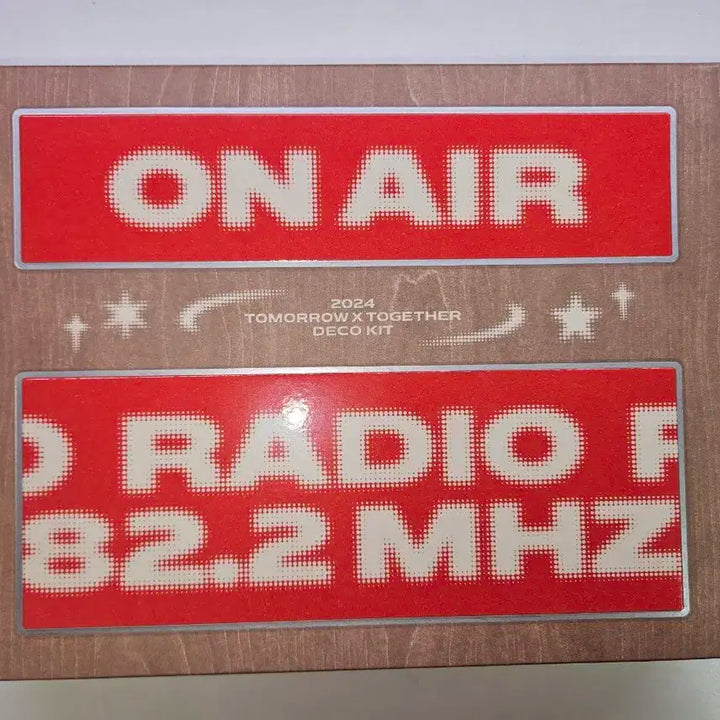 ON AIR
2024
TOMORROW X TOGETHER
DECO KIT
O RADIO R
82.2 MHZ